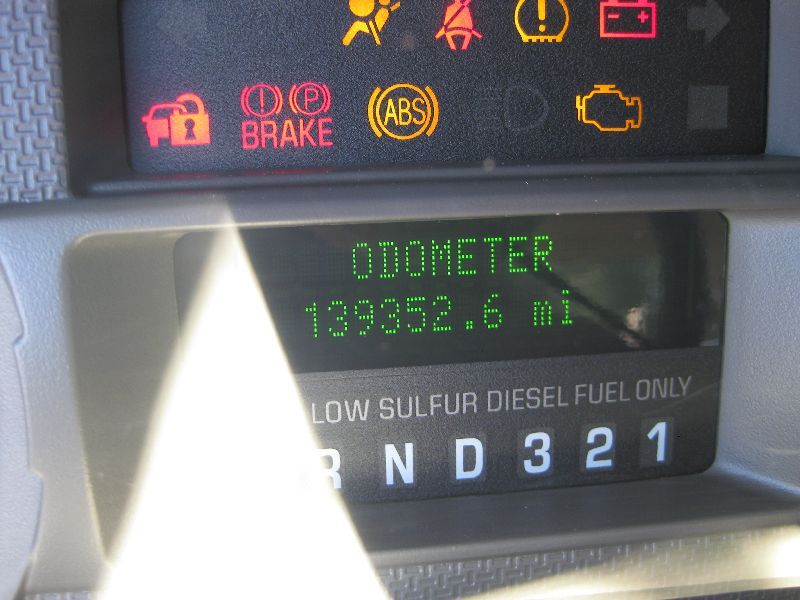 P
BRAKE
ABS
ODOMETER
139352.6 mi
LOW SULFUR DIESEL FUEL ONLY
R N D 3 2 1